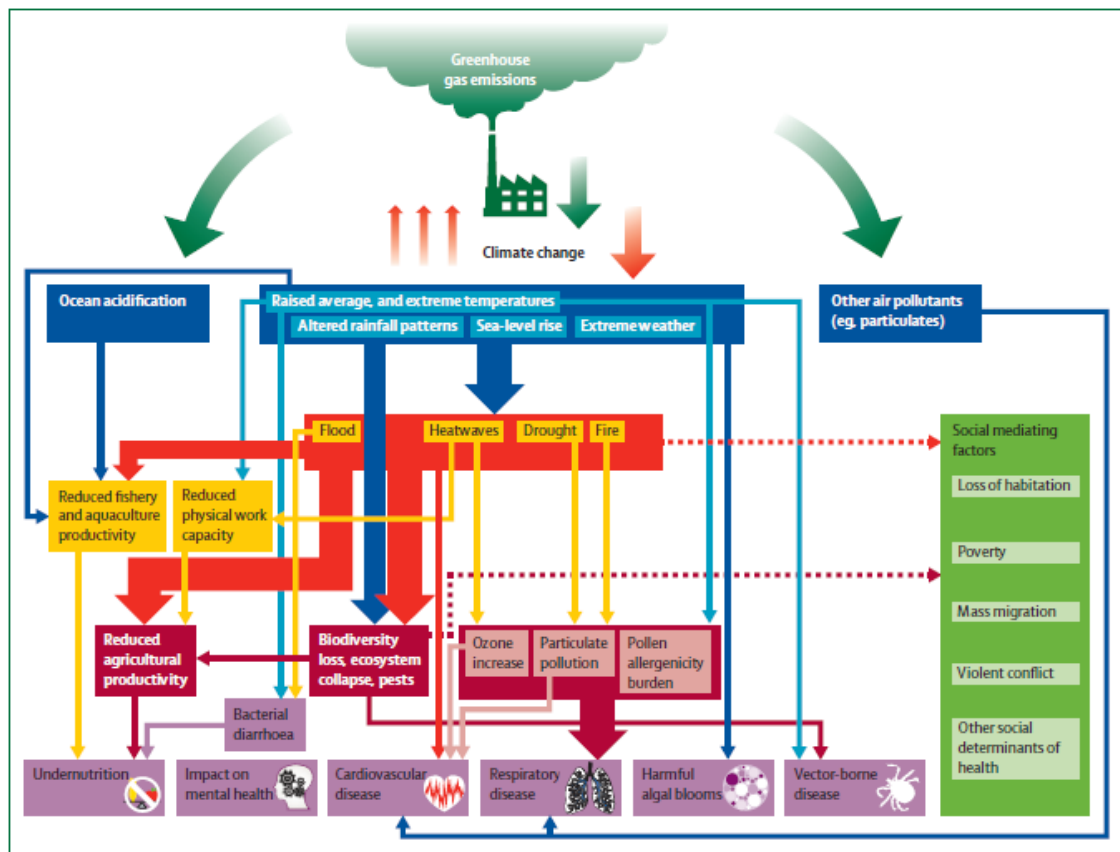 Greenhouse
gas emissions
Climate change
Ocean acidification
Raised average, and extreme temperatures
Altered rainfall patterns
Sea-level rise
Extreme weather
Other air pollutants
(eg, particulates)
Flood
Heatwaves
Drought
Fire
Social mediating
factors
Loss of habitation
Poverty
Mass migration
Violent conflict
Other social
determinants of
health
Reduced fishery
and aquaculture
productivity
Reduced
physical work
capacity
Reduced
agricultural
productivity
Biodiversity
loss, ecosystem
collapse, pests
Ozone
increase
Particulate
pollution
Pollen
allergenicity
burden
Bacterial
diarrhoea
Undernutrition
Impact on
mental health
Cardiovascular
disease
Respiratory
disease
Harmful
algal blooms
Vector-borne
disease